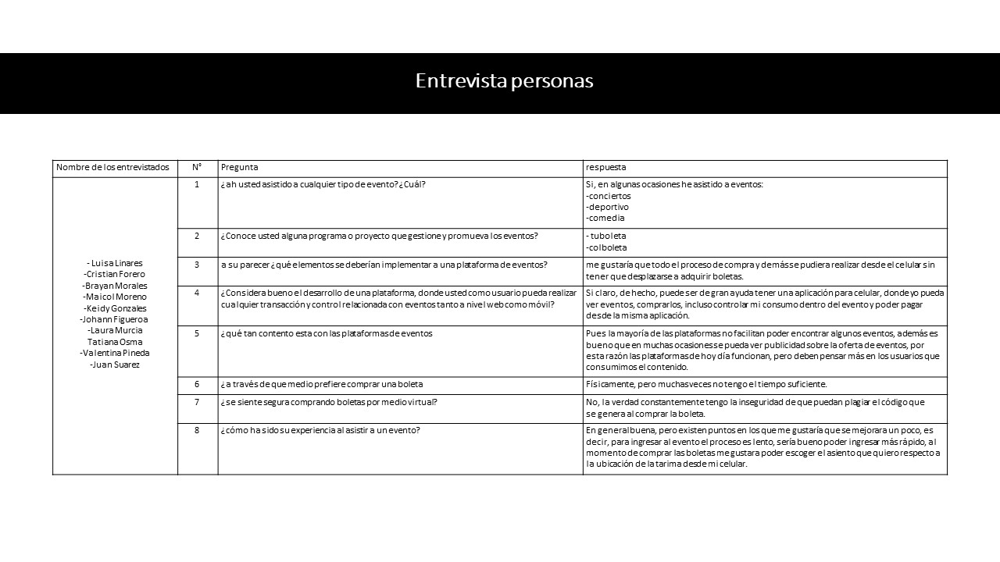 Entrevista personas
Nombre de los entrevistados N° Pregunta respuesta
- Luisa Linares
-Cristian Forero
-Brayan Morales
-Maicol Moreno
-Keidy Gonzales
-Johann Figueroa
-Laura Murcia
Tatiana Osma
-Valentina Pineda
-Juan Suarez
1 ¿ah usted asistido a cualquier tipo de evento? ¿Cuál?
Si, en algunas ocasiones he asistido a eventos:
-conciertos
-deportivo
-comedia
2 ¿Conoce usted alguna programa o proyecto que gestione y promueva los eventos?
- tuboleta
-colboleta
3 a su parecer ¿qué elementos se deberían implementar a una plataforma de eventos?
me gustaría que todo el proceso de compra y demás se pudiera realizar desde el celular sin
tener que desplazarse a adquirir boletas.
4 ¿Considera bueno el desarrollo de una plataforma, donde usted como usuario pueda realizar
cualquier transacción y control relacionada con eventos tanto a nivel web como móvil?
Si claro, de hecho, puede ser de gran ayuda tener una aplicación para celular, donde yo pueda
ver eventos, comprarlos, incluso controlar mi consumo dentro del evento y poder pagar
desde la misma aplicación.
5 ¿qué tan contento esta con las plataformas de eventos
Pues la mayoría de las plataformas no facilitan poder encontrar algunos eventos, además es
bueno que en muchas ocasiones se pueda ver publicidad sobre la oferta de eventos, por
esta razón las plataformas de hoy día funcionan, pero deben pensar más en los usuarios que
consumimos el contenido.
6 ¿a través de que medio prefiere comprar una boleta
Físicamente, pero muchas veces no tengo el tiempo suficiente.
7 ¿se siente segura comprando boletas por medio virtual?
No, la verdad constantemente tengo la inseguridad de que puedan plagiar el código que
se genera al comprar la boleta.
8 ¿cómo ha sido su experiencia al asistir a un evento?
En general buena, pero existen puntos en los que me gustaría que se mejorara un poco, es
decir, para ingresar al evento el proceso es lento, sería bueno poder ingresar más rápido, al
momento de comprar las boletas me gustara poder escoger el asiento que quiero respecto a
la ubicación de la tarima desde mi celular.